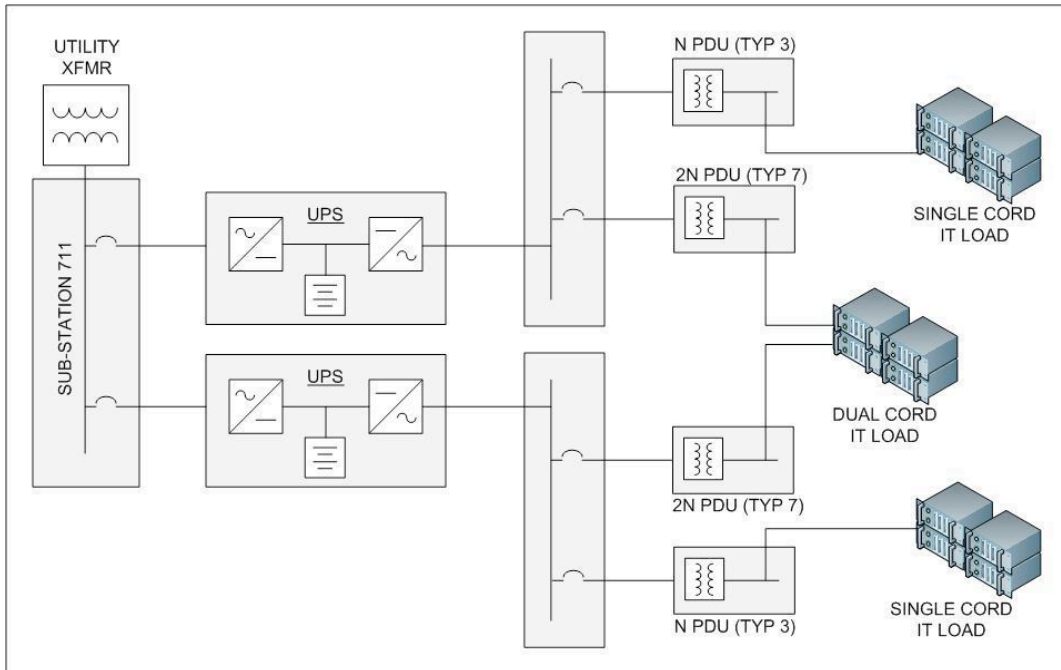 UTILITY
XFMR
SUB-STATION 711
UPS
UPS
N PDU (TYP 3)
2N PDU (TYP 7)
2N PDU (TYP 7)
N PDU (TYP 3)
SINGLE CORD
IT LOAD
DUAL CORD
IT LOAD
SINGLE CORD
IT LOAD